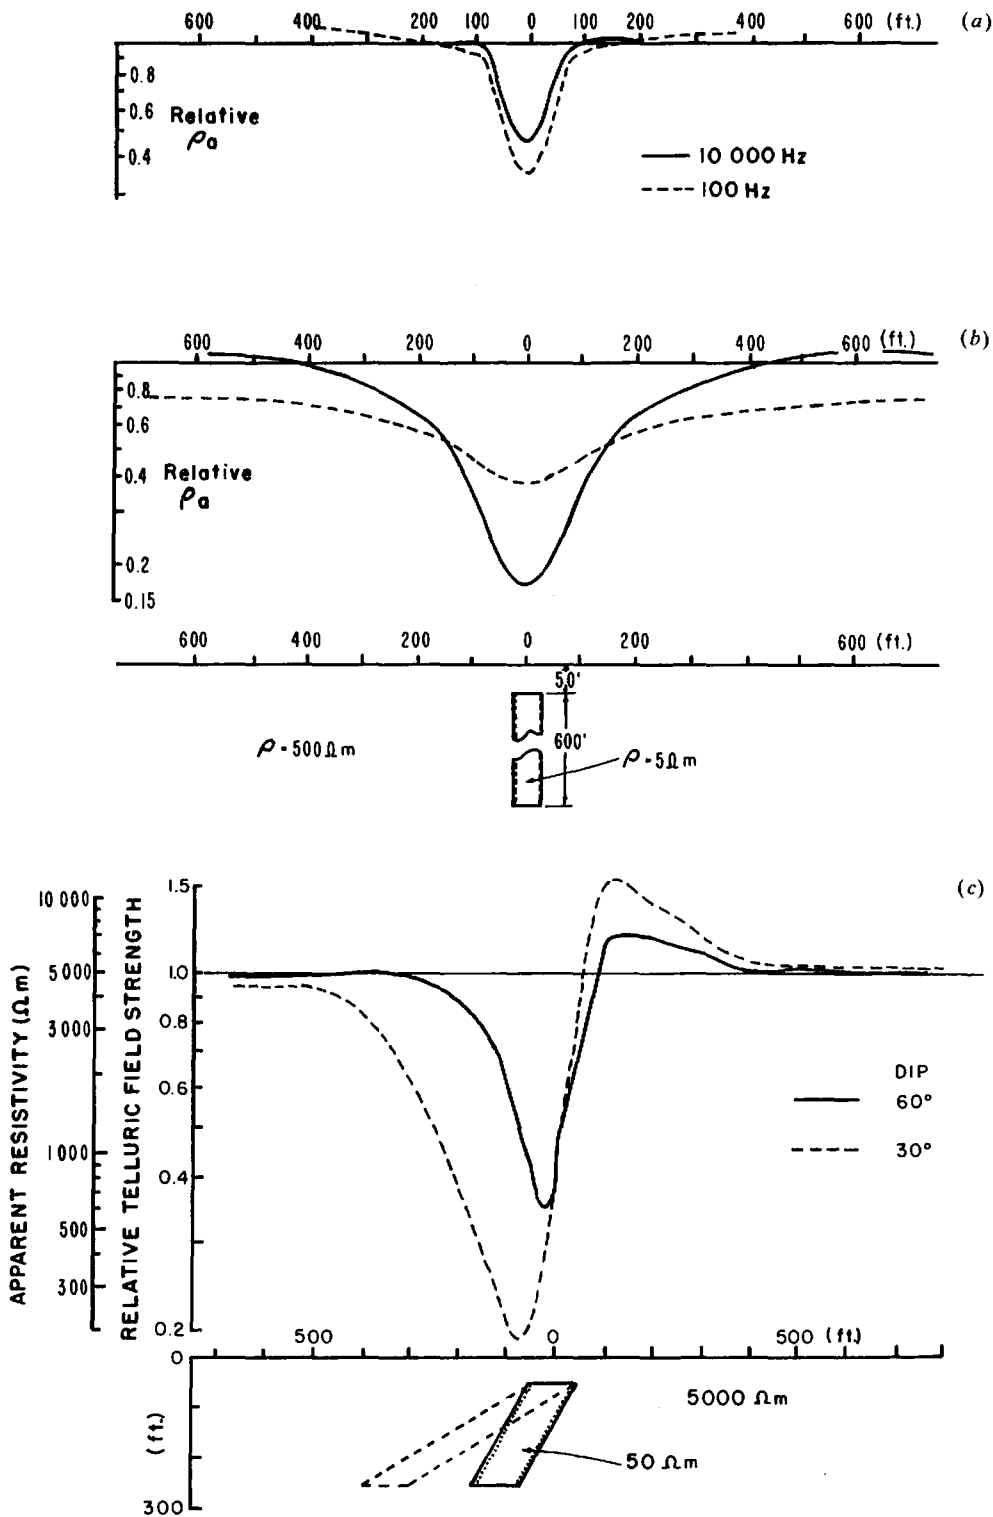 600 400 200 100 0 100' 200 400 600 (ft.) (a)
0.8
0.6
0.4
Relative
ρa
10 000 Hz
100 Hz
600 400 200 0 200 400 600 (ft.) (b)
0.8
0.6
0.4
0.2
0.15
Relative
ρa
600 400 200 0 200 600 (ft.)
50'
600'
ρ=500Ωm
ρ=5Ωm
(c)
APPARENT RESISTIVITY (Ωm)
10 000
5000
3000
1000
500
300
RELATIVE TELLURIC FIELD STRENGTH
1.5
1.0
0.8
0.6
0.4
0.2
DIP
60°
30°
500 0 500 (ft.)
0
(ft.)
300
5000 Ωm
50 Ωm